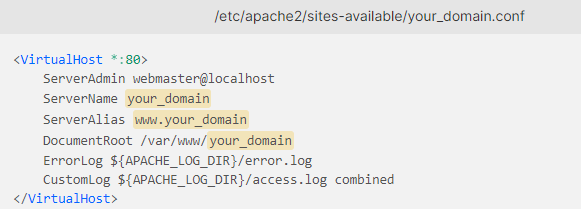 /etc/apache2/sites-available/your_domain.conf
<VirtualHost *:80>
    ServerAdmin webmaster@localhost
    ServerName your_domain
    ServerAlias www.your_domain
    DocumentRoot /var/www/your_domain
    ErrorLog ${APACHE_LOG_DIR}/error.log
    CustomLog ${APACHE_LOG_DIR}/access.log combined
</VirtualHost>